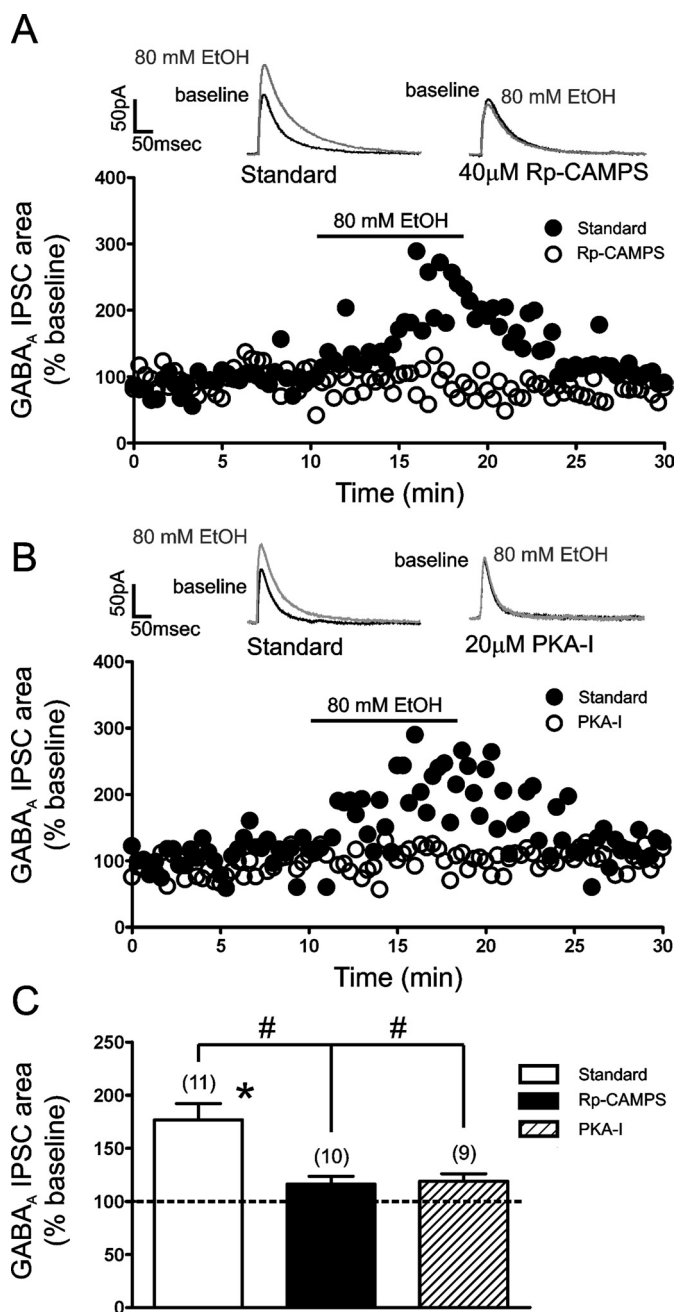 A
80 mM EtOH
baseline
50pA
50msec
Standard
baseline
80 mM EtOH
40μM Rp-CAMPS
GABA_A IPSC area
(% baseline)
400
300
200
100
0
80 mM EtOH
Standard
Rp-CAMPS
0 5 10 15 20 25 30
Time (min)
B
80 mM EtOH
baseline
50pA
50msec
Standard
baseline
80 mM EtOH
20μM PKA-I
GABA_A IPSC area
(% baseline)
400
300
200
100
0
80 mM EtOH
Standard
PKA-I
0 5 10 15 20 25 30
Time (min)
C
GABA_A IPSC area
(% baseline)
250
200
150
100
50
0
# #
(11) *
(10)
(9)
Standard
Rp-CAMPS
PKA-I